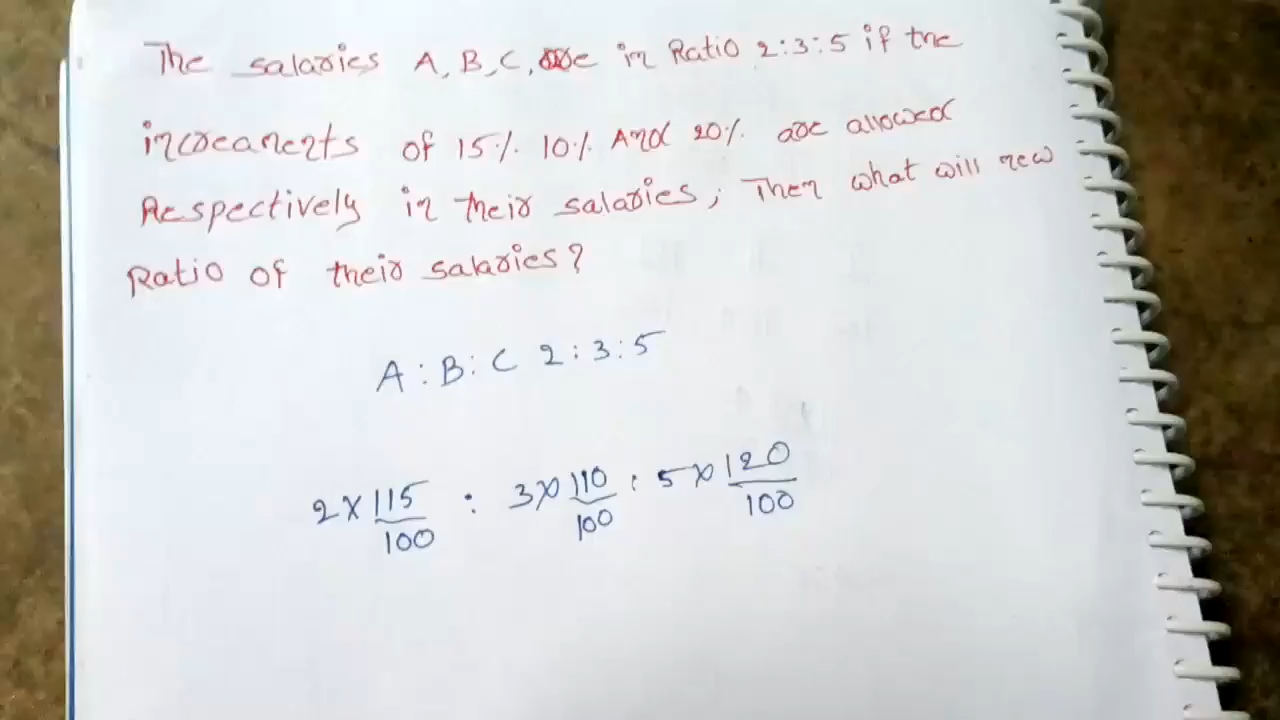 The salaries A, B, C, are in Ratio 2:3:5 if the
increanents of 15% 10% And 20% are allowed
Respectively in their salaries; Then what will new
Ratio of their salaries?
A : B : C 2 : 3 : 5
2 × 115/100 : 3 × 110/100 : 5 × 120/100